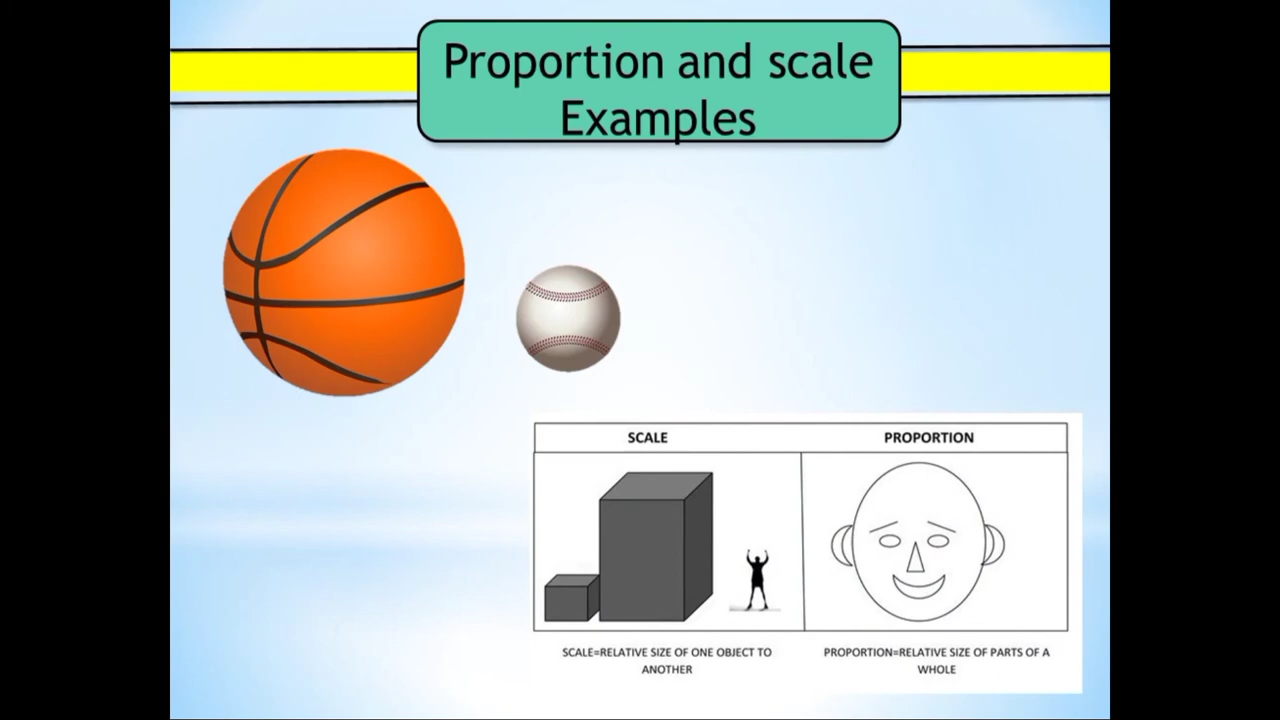 Proportion and scale
Examples
SCALE
PROPORTION
SCALE=RELATIVE SIZE OF ONE OBJECT TO
ANOTHER
PROPORTION=RELATIVE SIZE OF PARTS OF A
WHOLE